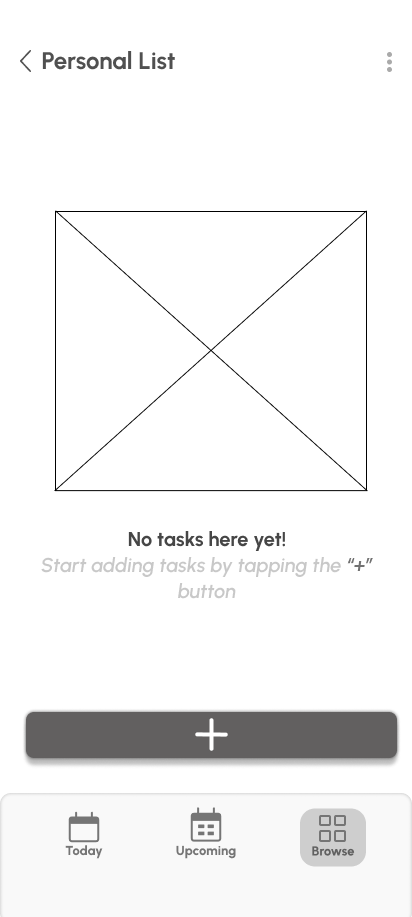 Personal List
No tasks here yet!
Start adding tasks by tapping the “+”
button
Today
Upcoming
Browse